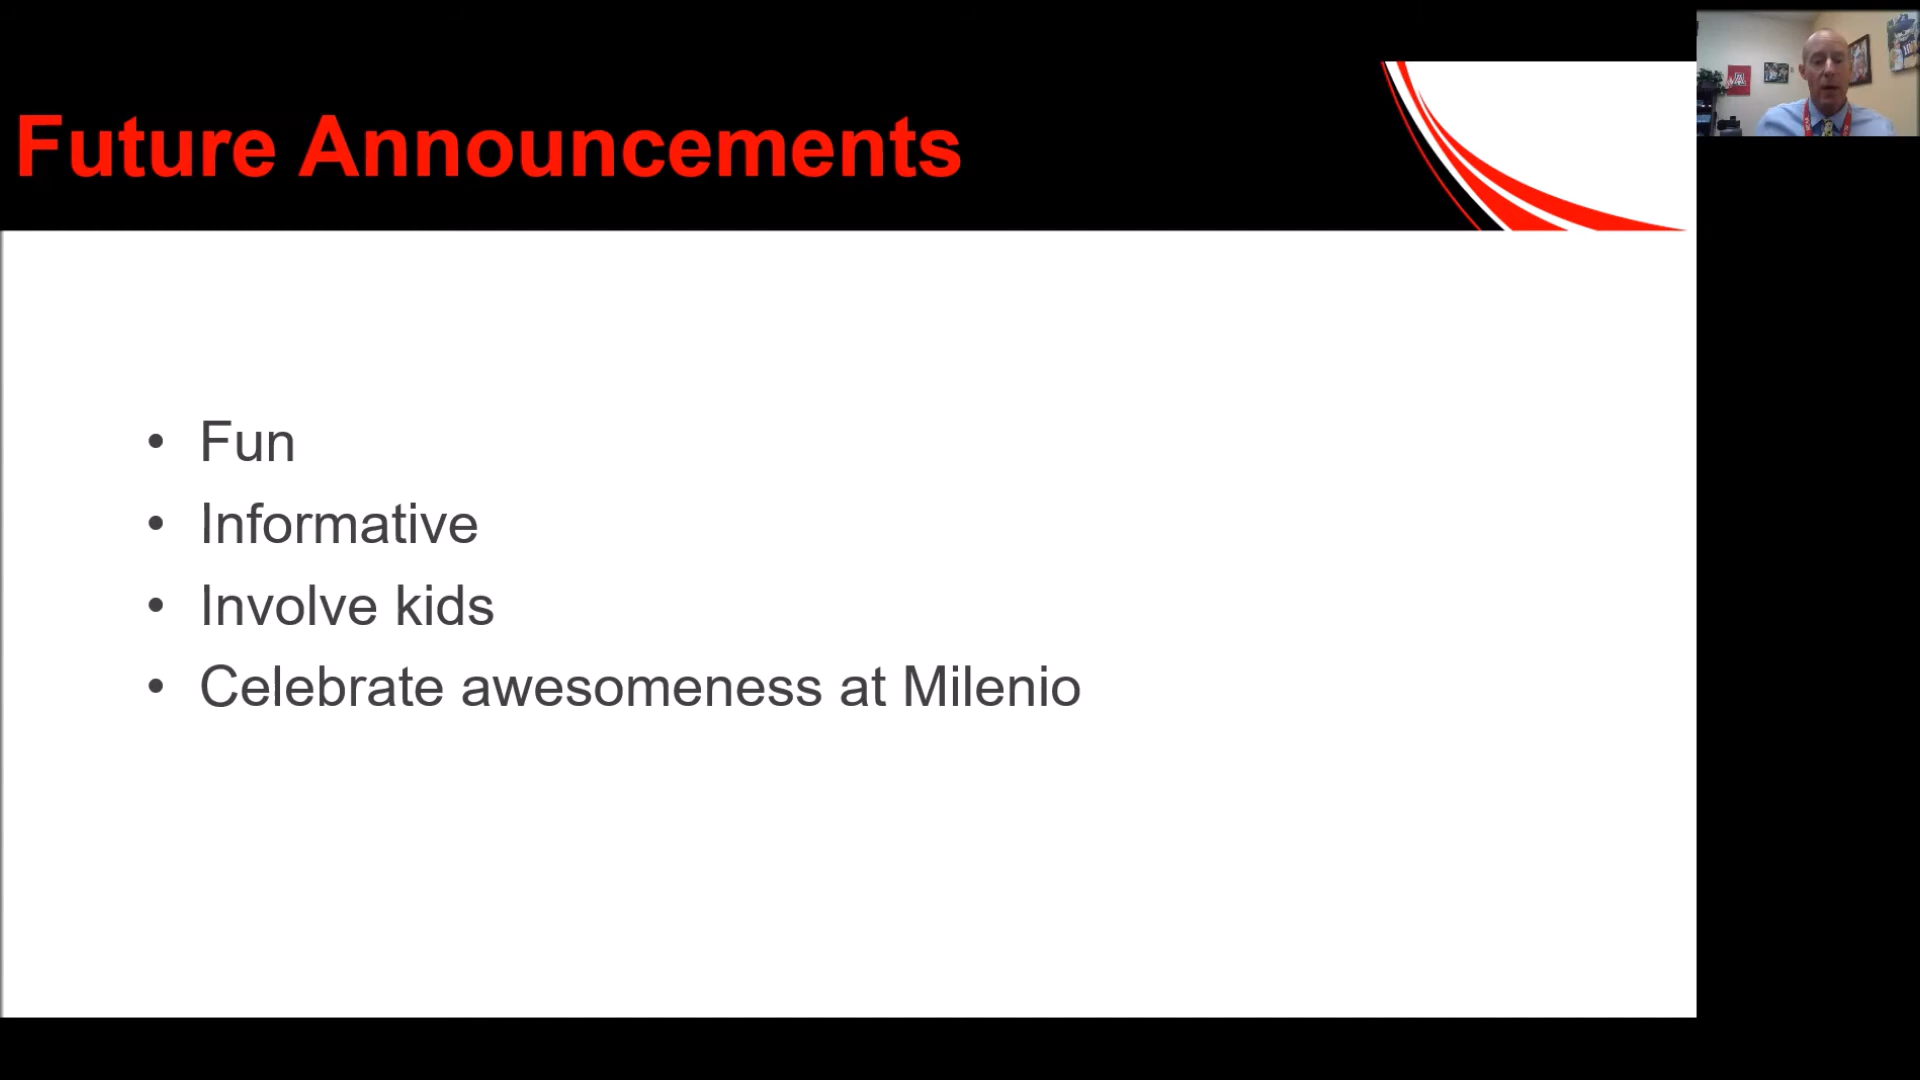 Future Announcements
• Fun
• Informative
• Involve kids
• Celebrate awesomeness at Milenio